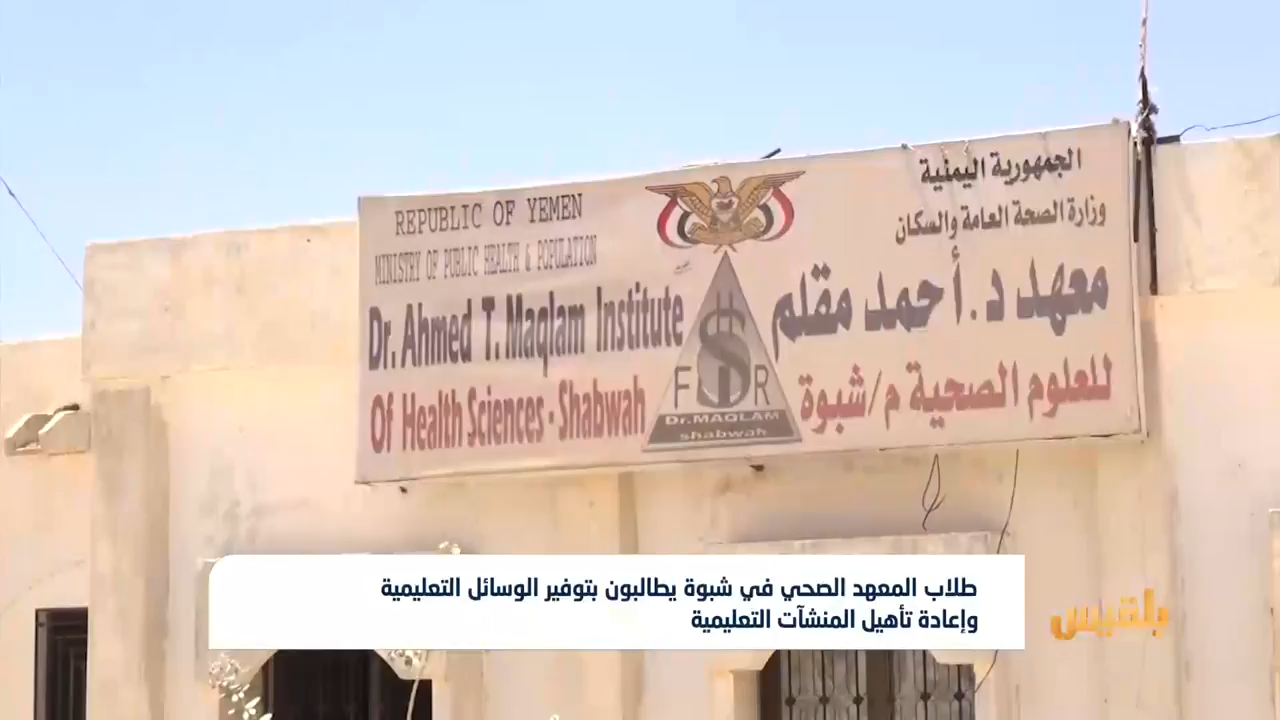 REPUBLIC OF YEMEN
MINISTRY OF PUBLIC HEALTH & POPULATION
Dr. Ahmed T. Maqlam Institute
Of Health Sciences - Shabwah
الجمهورية اليمنية
وزارة الصحة العامة والسكان
معهد د. أحمد مقلم
للعلوم الصحية م/شبوة
F R
Dr.MAQLAM
shabwah
طلاب المعهد الصحي في شبوة يطالبون بتوفير الوسائل التعليمية
وإعادة تأهيل المنشآت التعليمية
بلقيس